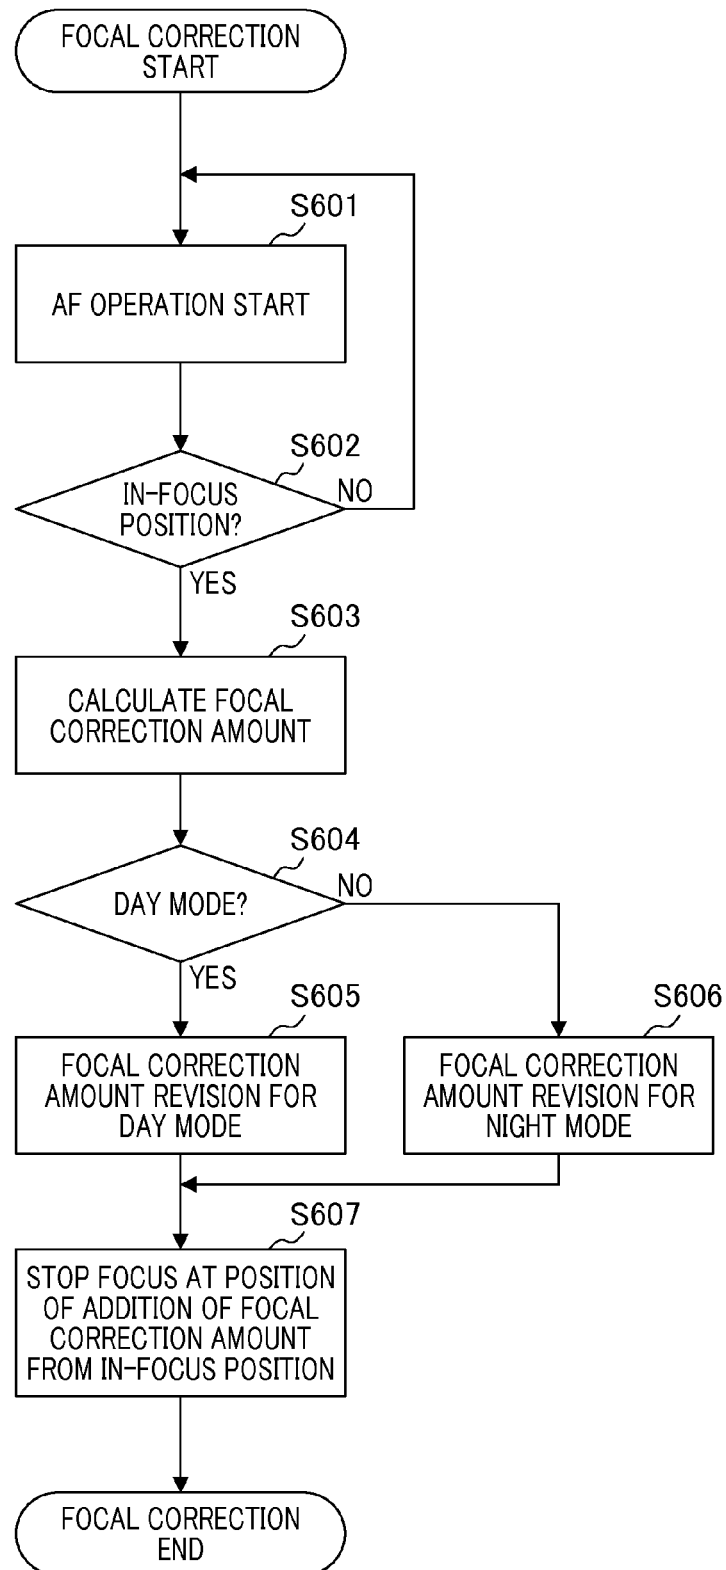 FOCAL CORRECTION
START
S601
AF OPERATION START
S602
IN-FOCUS
POSITION?
NO
YES
S603
CALCULATE FOCAL
CORRECTION AMOUNT
S604
DAY MODE?
NO
YES
S605
FOCAL CORRECTION
AMOUNT REVISION FOR
DAY MODE
S606
FOCAL CORRECTION
AMOUNT REVISION FOR
NIGHT MODE
S607
STOP FOCUS AT POSITION
OF ADDITION OF FOCAL
CORRECTION AMOUNT
FROM IN-FOCUS POSITION
FOCAL CORRECTION
END